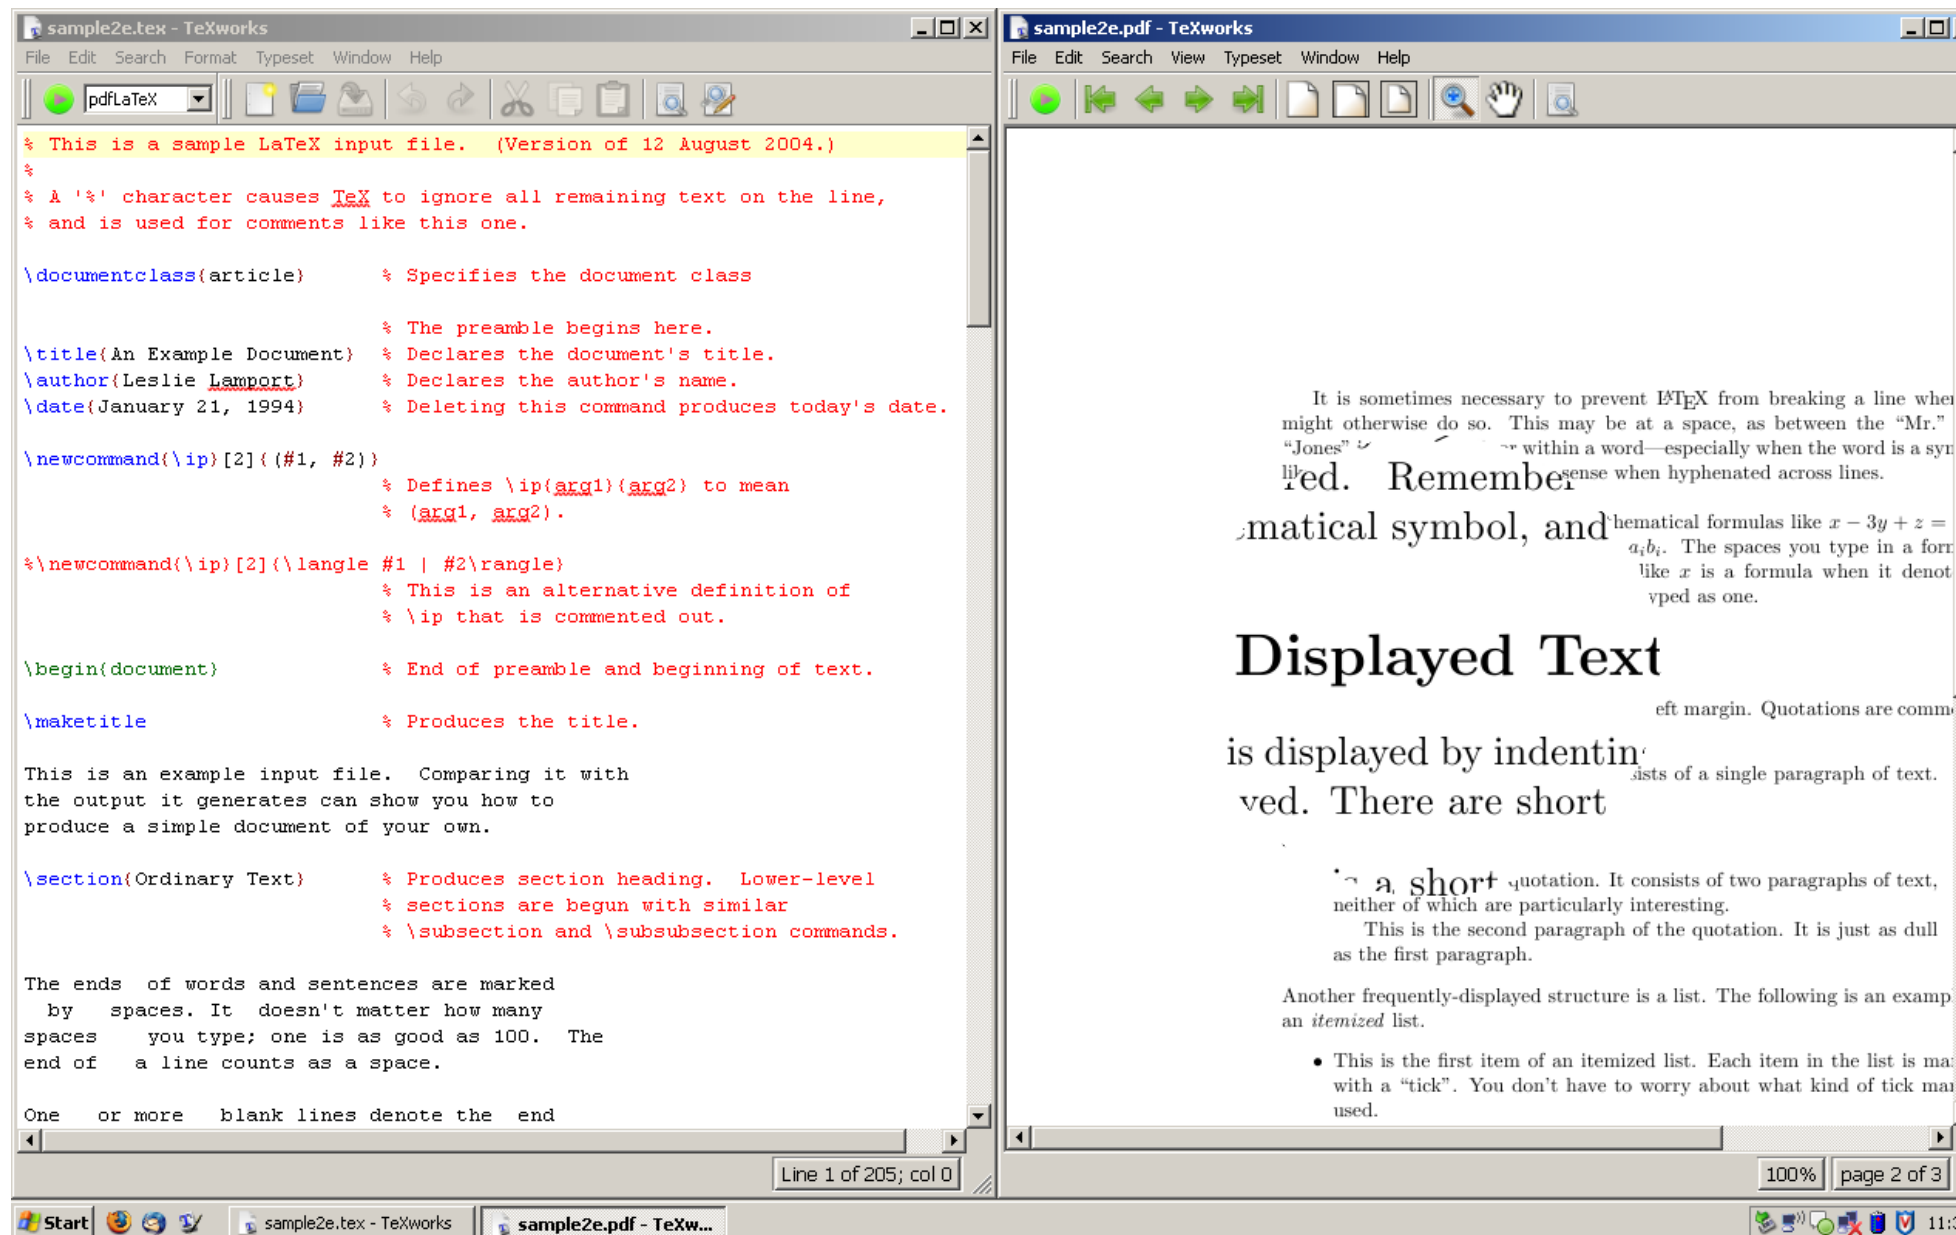 sample2e.tex - TeXworks
File Edit Search Format Typeset Window Help
pdfLaTeX
% This is a sample LaTeX input file.  (Version of 12 August 2004.)
%
% A '%' character causes TeX to ignore all remaining text on the line,
% and is used for comments like this one.
\documentclass{article}      % Specifies the document class
% The preamble begins here.
\title{An Example Document}  % Declares the document's title.
\author{Leslie Lamport}      % Declares the author's name.
\date{January 21, 1994}      % Deleting this command produces today's date.
\newcommand{\ip}[2]{(#1, #2)}
% Defines \ip{arg1}{arg2} to mean
% (arg1, arg2).
%\newcommand{\ip}[2]{\langle #1 | #2\rangle}
% This is an alternative definition of
% \ip that is commented out.
\begin{document}             % End of preamble and beginning of text.
\maketitle                   % Produces the title.
This is an example input file.  Comparing it with
the output it generates can show you how to
produce a simple document of your own.
\section{Ordinary Text}      % Produces section heading.  Lower-level
% sections are begun with similar
% \subsection and \subsubsection commands.
The ends  of words and sentences are marked
by   spaces. It  doesn't matter how many
spaces    you type; one is as good as 100.  The
end of   a line counts as a space.
One   or more   blank lines denote the  end
Line 1 of 205; col 0
sample2e.pdf - TeXworks
File Edit Search View Typeset Window Help
It is sometimes necessary to prevent LATEX from breaking a line
might otherwise do so. This may be at a space, as between the “Mr.”
“Jones” within a word—especially when the word is a
red. Remember sense when hyphenated across lines.
matical symbol, and hematical formulas like x − 3y + z =
aᵢbᵢ. The spaces you type in a
like x is a formula when it
yped as one.
Displayed Text
eft margin. Quotations are
is displayed by indentin
sists of a single paragraph of text.
ved. There are short
a short quotation. It consists of two paragraphs of text,
neither of which are particularly interesting.
This is the second paragraph of the quotation. It is just as dull
as the first paragraph.
Another frequently-displayed structure is a list. The following is an
an itemized list.
• This is the first item of an itemized list. Each item in the list is
with a “tick”. You don’t have to worry about what kind of tick
used.
100% page 2 of 3
Start sample2e.tex - TeXworks sample2e.pdf - TeXw...